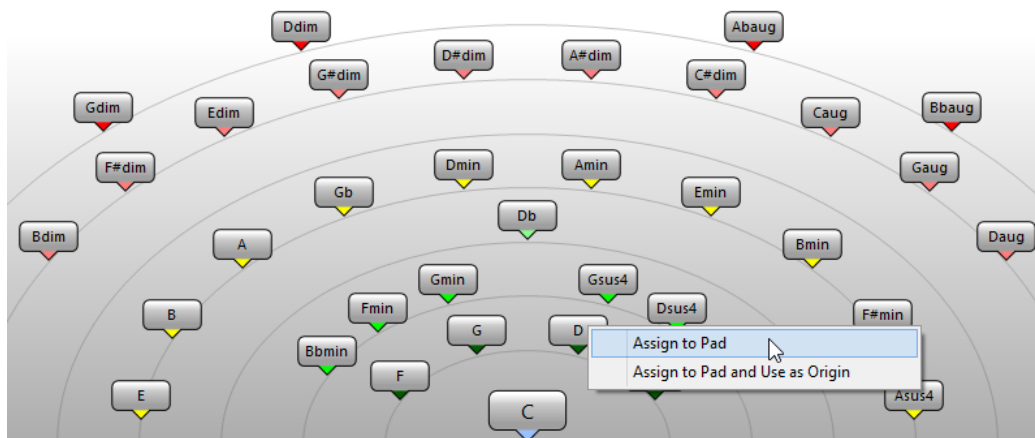 Ddim
Abaug
D#dim
A#dim
G#dim
C#dim
Gdim
Edim
Caug
Bbaug
F#dim
Dmin
Amin
Gaug
Gb
Emin
Db
Bdim
A
Bmin
Daug
Gmin
Gsus4
Fmin
Dsus4
B
F#min
G
D
Assign to Pad
Bbmin
Assign to Pad and Use as Origin
F
E
Asus4
C